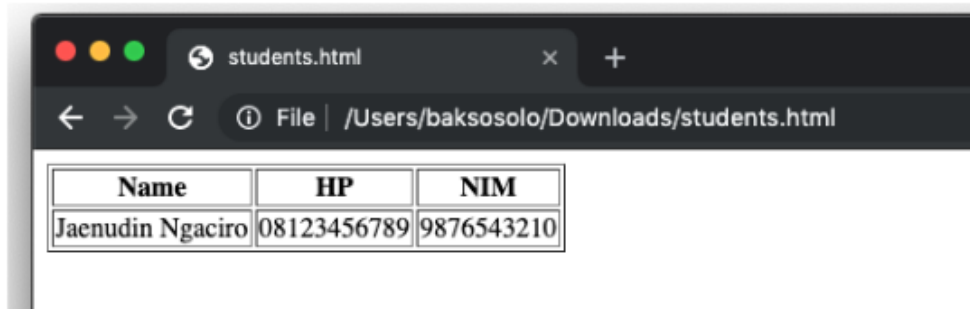 students.html
File /Users/baksosolo/Downloads/students.html
Name HP NIM
Jaenudin Ngaciro 08123456789 9876543210